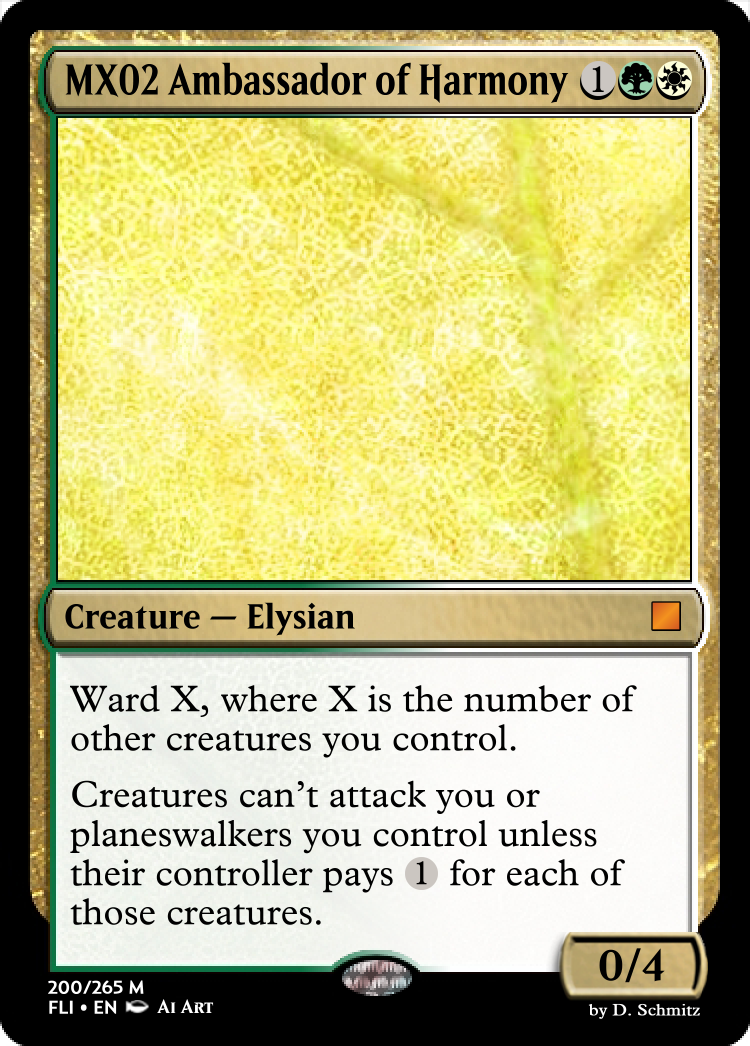 MX02 Ambassador of Harmony 1
Creature — Elysian
Ward X, where X is the number of
other creatures you control.
Creatures can't attack you or
planeswalkers you control unless
their controller pays 1 for each of
those creatures.
0/4
200/265 M
FLI • EN AI ART
by D. Schmitz